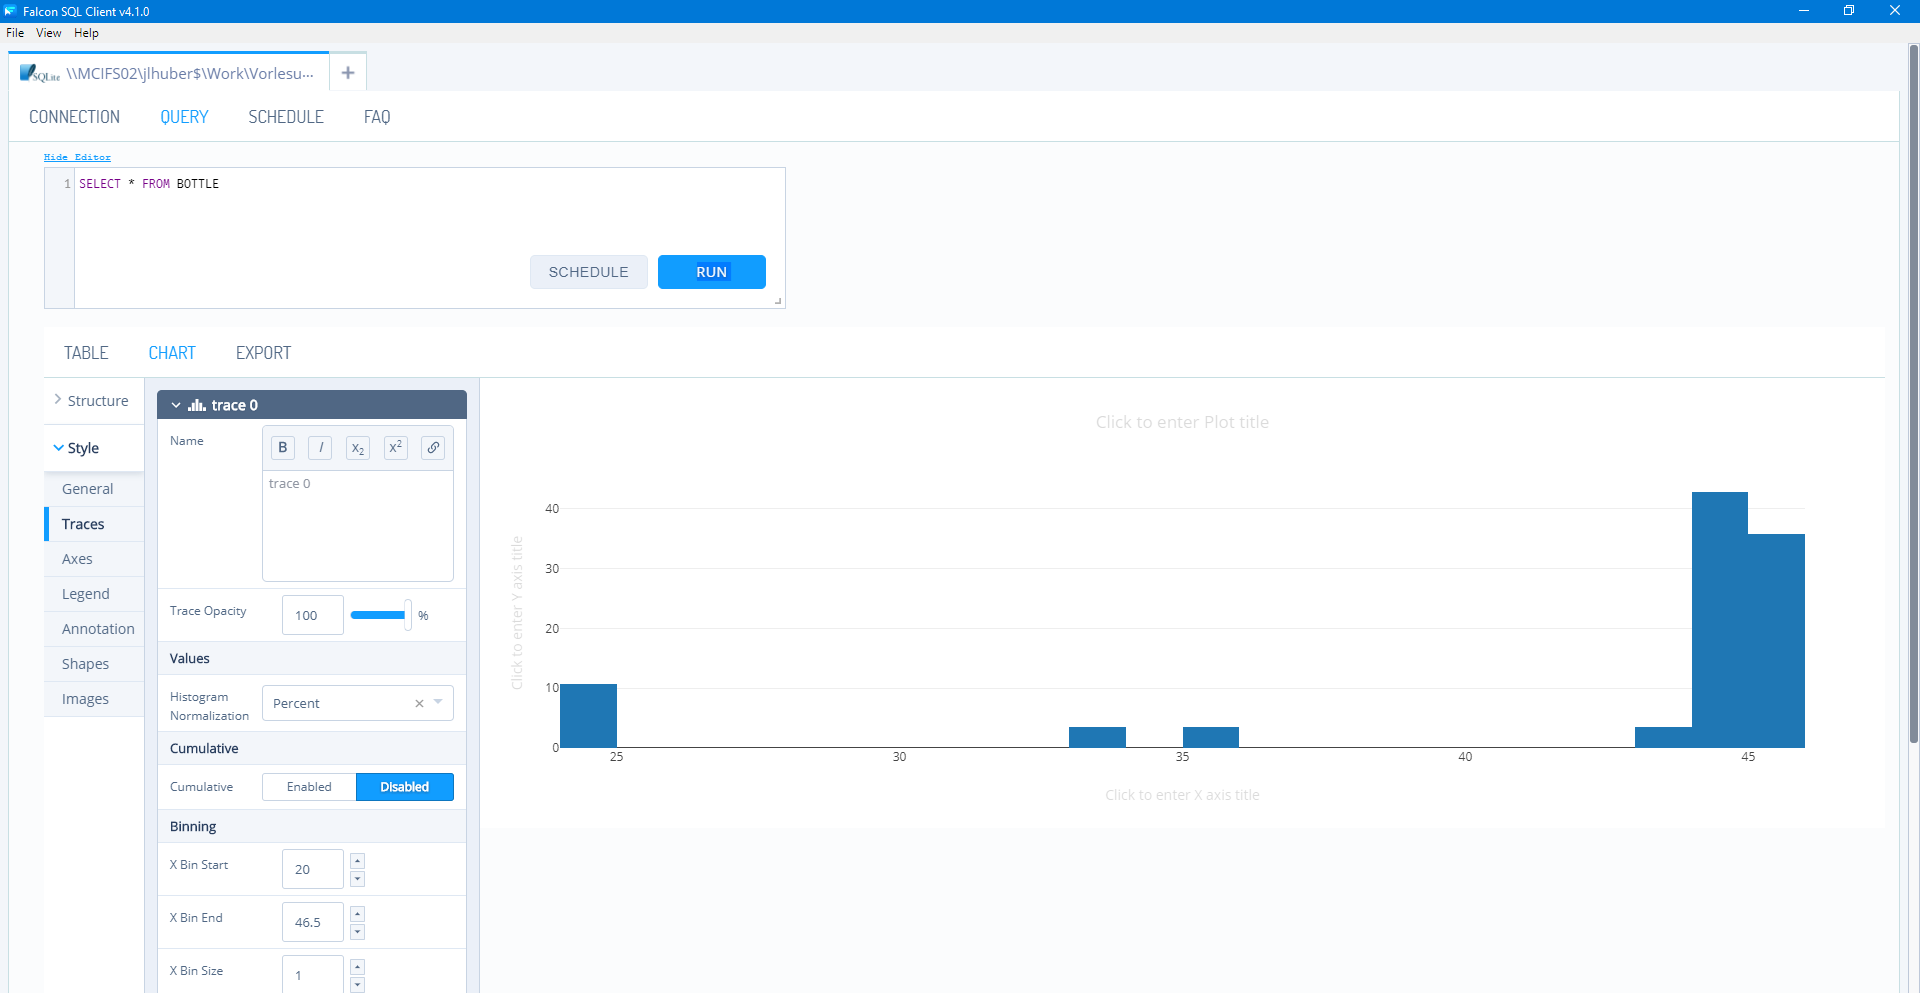 Falcon SQL Client v4.1.0
File View Help
SQLite \\MCIFS02\jlhuber$\Work\Vorlesu... +
CONNECTION QUERY SCHEDULE FAQ
Hide Editor
1 SELECT * FROM BOTTLE
SCHEDULE RUN
TABLE CHART EXPORT
Structure
Style
General
Traces
Axes
Legend
Annotation
Shapes
Images
trace 0
Name
B I x₂ x²
trace 0
Trace Opacity 100 %
Values
Histogram
Normalization
Percent
Cumulative
Cumulative Enabled Disabled
Binning
X Bin Start 20
X Bin End 46.5
X Bin Size 1
Click to enter Plot title
Click to enter Y axis title
40
30
20
10
0
25 30 35 40 45
Click to enter X axis title